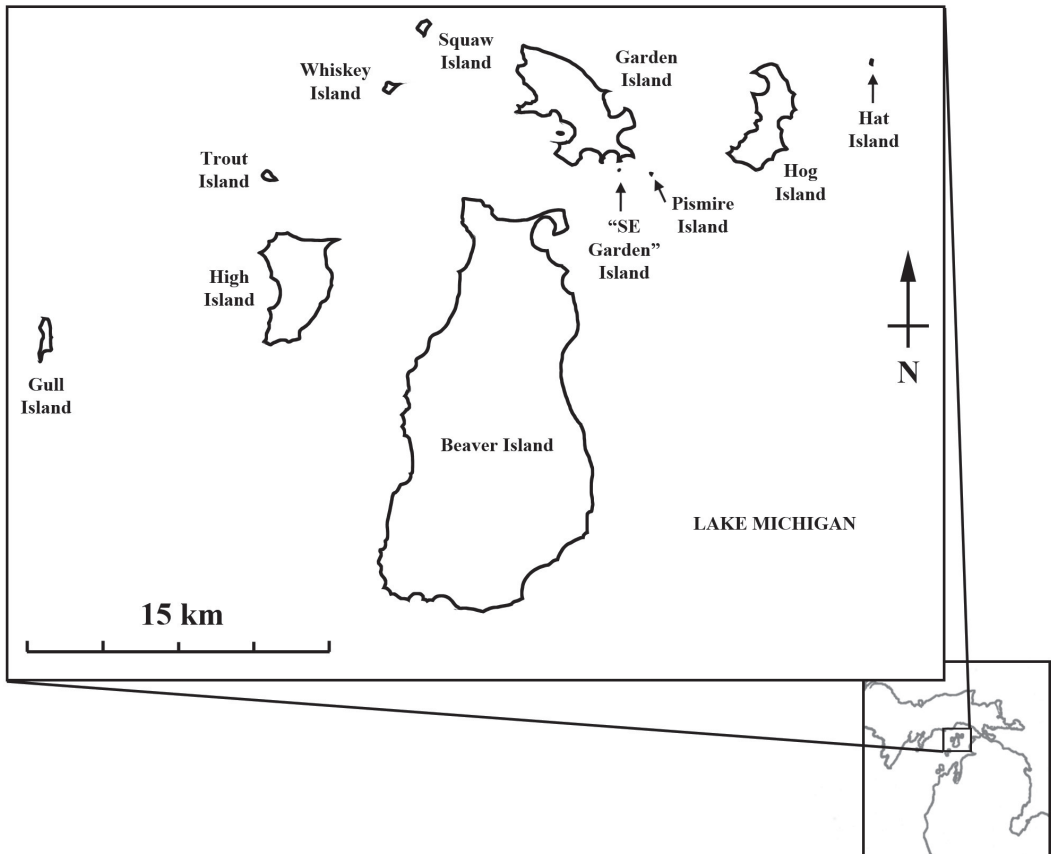 Squaw
Island
Whiskey
Island
Garden
Island
Hat
Island
Trout
Island
Hog
Island
Pismire
Island
“SE
Garden”
Island
High
Island
N
Gull
Island
Beaver Island
LAKE MICHIGAN
15 km